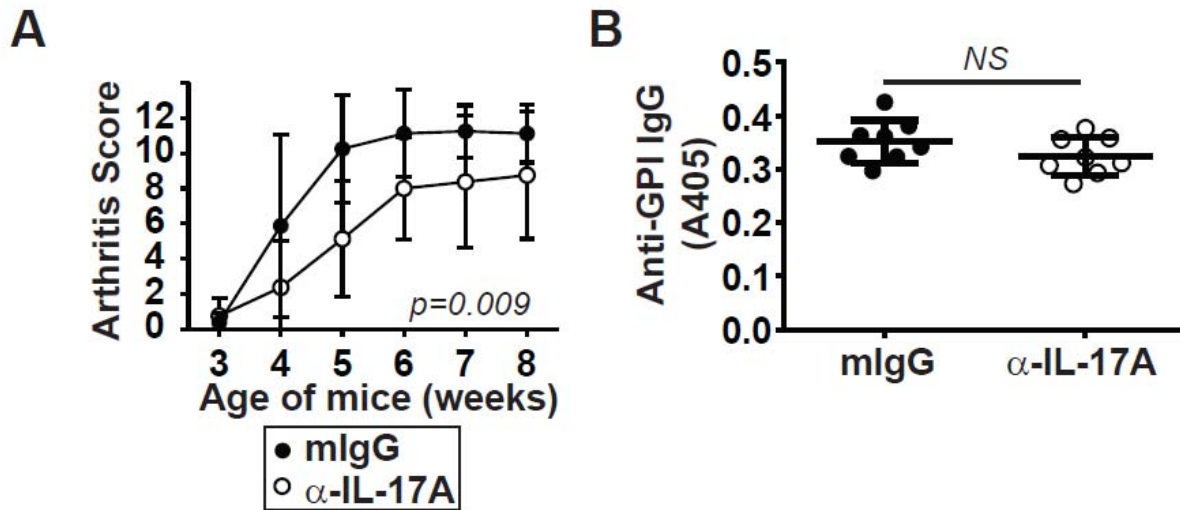 A
Arthritis Score
12
10
8
6
4
2
0
p=0.009
3 4 5 6 7 8
Age of mice (weeks)
mIgG
α-IL-17A
B
Anti-GPI IgG
(A405)
NS
0.5
0.4
0.3
0.2
0.1
0.0
mIgG α-IL-17A